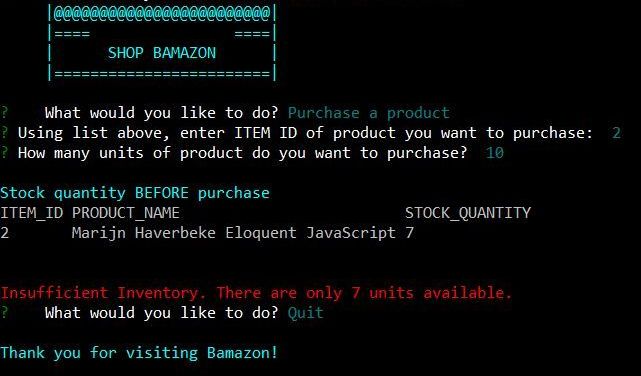 |@@@@@@@@@@@@@@@@@@@@@@@@|
|====                ====|
|      SHOP BAMAZON      |
|========================|
?    What would you like to do? Purchase a product
? Using list above, enter ITEM ID of product you want to purchase:  2
? How many units of product do you want to purchase?  10
Stock quantity BEFORE purchase
ITEM_ID PRODUCT_NAME                         STOCK_QUANTITY
2       Marijn Haverbeke Eloquent JavaScript 7
Insufficient Inventory. There are only 7 units available.
?    What would you like to do? Quit
Thank you for visiting Bamazon!